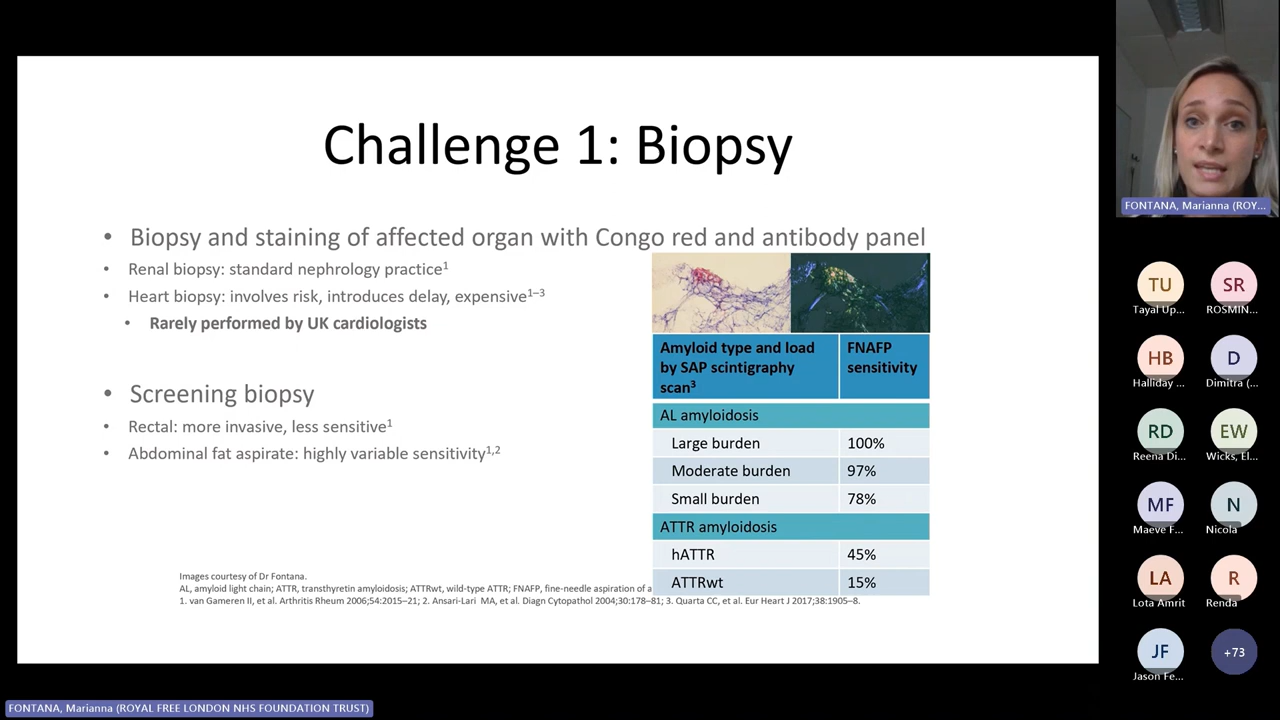 Challenge 1: Biopsy
• Biopsy and staining of affected organ with Congo red and antibody panel
• Renal biopsy: standard nephrology practice1
• Heart biopsy: involves risk, introduces delay, expensive1–3
• Rarely performed by UK cardiologists
• Screening biopsy
• Rectal: more invasive, less sensitive1
• Abdominal fat aspirate: highly variable sensitivity1,2
Amyloid type and load by SAP scintigraphy scan3 FNAFP sensitivity
AL amyloidosis
Large burden 100%
Moderate burden 97%
Small burden 78%
ATTR amyloidosis
hATTR 45%
ATTRwt 15%
Images courtesy of Dr Fontana.
AL, amyloid light chain; ATTR, transthyretin amyloidosis; ATTRwt, wild-type ATTR; FNAFP, fine-needle aspiration of a
1. van Gameren II, et al. Arthritis Rheum 2006;54:2015–21; 2. Ansari-Lari MA, et al. Diagn Cytopathol 2004;30:178–81; 3. Quarta CC, et al. Eur Heart J 2017;38:1905–8.
FONTANA, Marianna (ROY...
TU SR
Tayal Up... ROSMIN...
HB D
Halliday ... Dimitra (...
RD EW
Reena Di... Wicks, El...
MF N
Maeve F... Nicola
LA R
Lota Amrit Renda
JF +73
Jason Fe...
FONTANA, Marianna (ROYAL FREE LONDON NHS FOUNDATION TRUST)